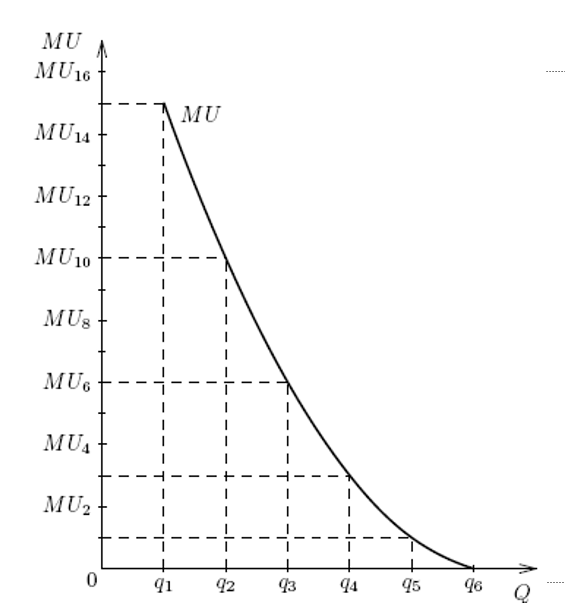 MU
MU₁₆
MU
MU₁₄
MU₁₂
MU₁₀
MU₈
MU₆
MU₄
MU₂
0
q₁ q₂ q₃ q₄ q₅ q₆
Q